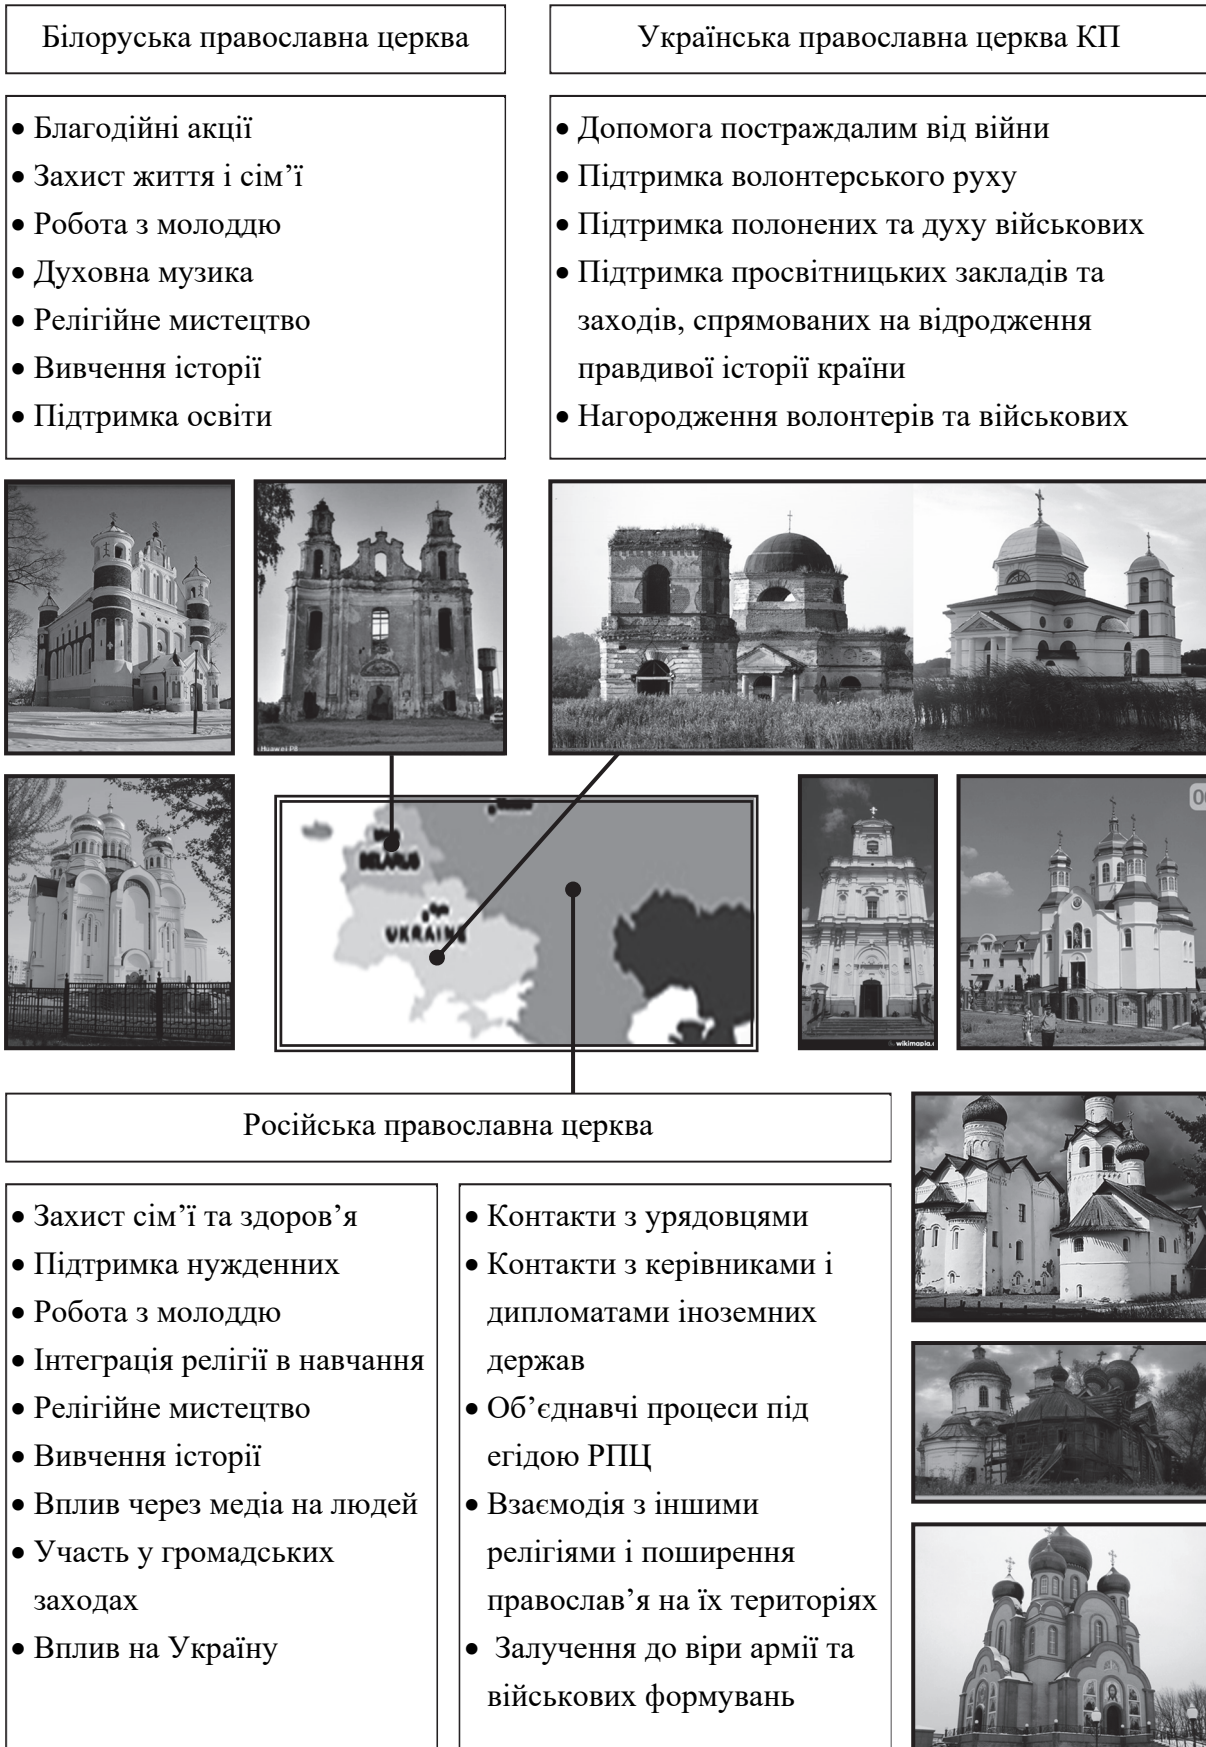 Білоруська православна церква
Українська православна церква КП
• Благодійні акції
• Захист життя і сім’ї
• Робота з молоддю
• Духовна музика
• Релігійне мистецтво
• Вивчення історії
• Підтримка освіти
• Допомога постраждалим від війни
• Підтримка волонтерського руху
• Підтримка полонених та духу військових
• Підтримка просвітницьких закладів та
заходів, спрямованих на відродження
правдивої історії країни
• Нагородження волонтерів та військових
Huawei P8
BELARUS
UKRAINE
wikimapia.
Російська православна церква
• Захист сім’ї та здоров’я
• Підтримка нужденних
• Робота з молоддю
• Інтеграція релігії в навчання
• Релігійне мистецтво
• Вивчення історії
• Вплив через медіа на людей
• Участь у громадських
заходах
• Вплив на Україну
• Контакти з урядовцями
• Контакти з керівниками і
дипломатами іноземних
держав
• Об’єднавчі процеси під
егідою РПЦ
• Взаємодія з іншими
релігіями і поширення
православ’я на їх територіях
• Залучення до віри армії та
військових формувань